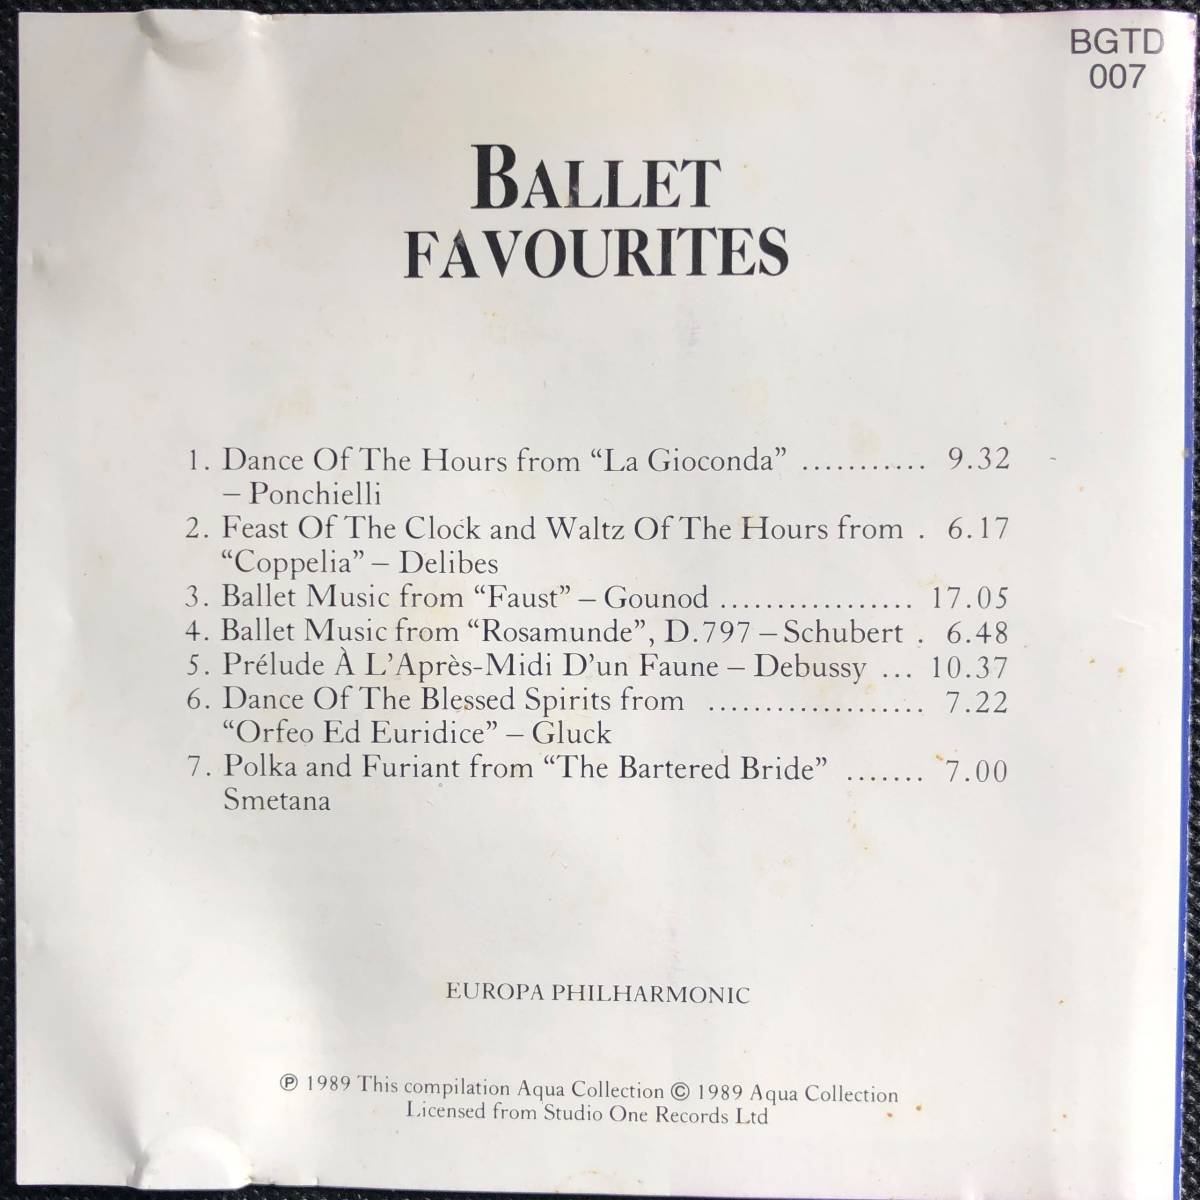 BGTD
007
BALLET
FAVOURITES
1. Dance Of The Hours from “La Gioconda” ........... 9.32
– Ponchielli
2. Feast Of The Clock and Waltz Of The Hours from . 6.17
“Coppelia” – Delibes
3. Ballet Music from “Faust” – Gounod ................. 17.05
4. Ballet Music from “Rosamunde”, D.797 – Schubert . 6.48
5. Prélude À L’Après-Midi D’un Faune – Debussy ... 10.37
6. Dance Of The Blessed Spirits from ................... 7.22
“Orfeo Ed Euridice” – Gluck
7. Polka and Furiant from “The Bartered Bride” ....... 7.00
Smetana
EUROPA PHILHARMONIC
℗ 1989 This compilation Aqua Collection © 1989 Aqua Collection
Licensed from Studio One Records Ltd